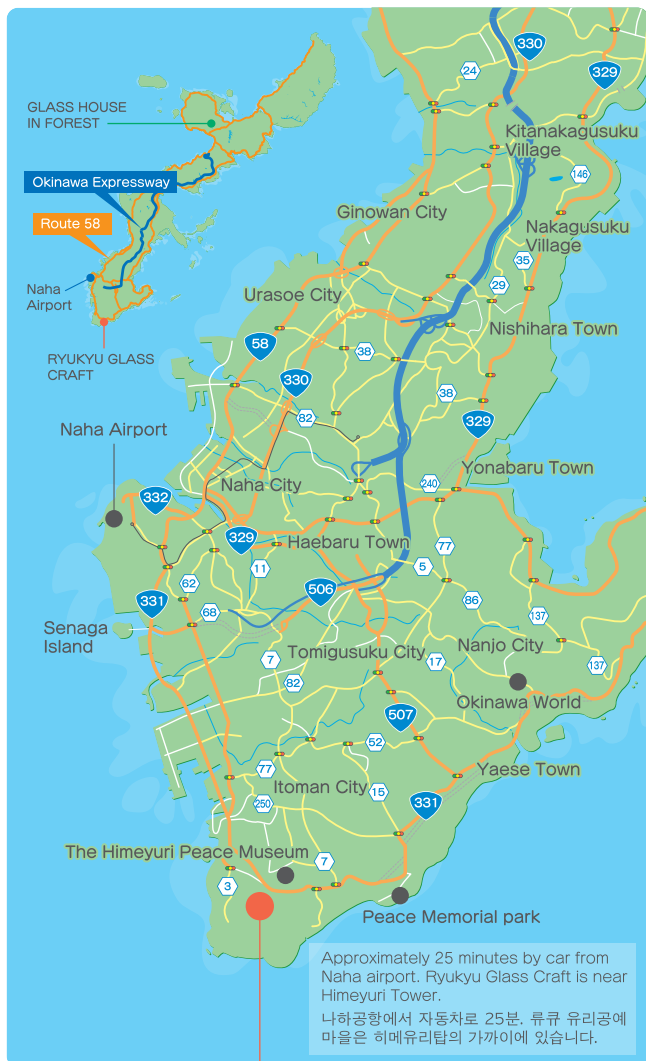 330
24
329
GLASS HOUSE
IN FOREST
Kitanakagusuku
Village
Okinawa Expressway
146
Ginowan City
Route 58
Nakagusuku
Village
35
Naha
Airport
29
Urasoe City
Nishihara Town
RYUKYU GLASS
CRAFT
58
38
330
38
82
329
Naha Airport
Yonabaru Town
Naha City
240
332
329
Haebaru Town
77
11
5
62
506
331
86
68
137
Senaga
Island
Nanjo City
7
Tomigusuku City
17
137
82
Okinawa World
507
52
77
Yaese Town
Itoman City
15
250
331
The Himeyuri Peace Museum
7
3
Peace Memorial park
Approximately 25 minutes by car from
Naha airport. Ryukyu Glass Craft is near
Himeyuri Tower.
나하공항에서 자동차로 25분. 류큐 유리공예
마을은 히메유리탑의 가까이에 있습니다.